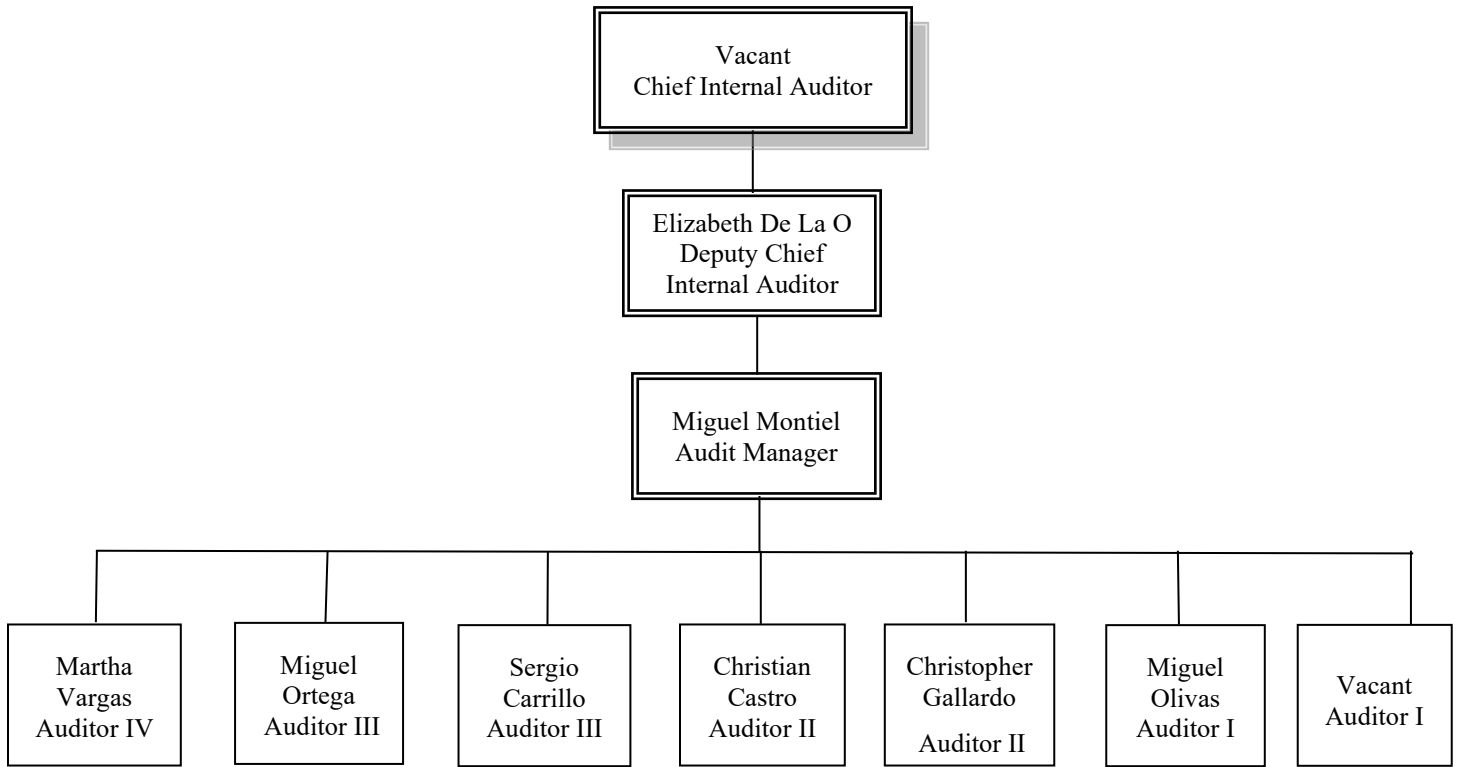 Vacant
Chief Internal Auditor
Elizabeth De La O
Deputy Chief
Internal Auditor
Miguel Montiel
Audit Manager
Martha
Vargas
Auditor IV
Miguel
Ortega
Auditor III
Sergio
Carrillo
Auditor III
Christian
Castro
Auditor II
Christopher
Gallardo
Auditor II
Miguel
Olivas
Auditor I
Vacant
Auditor I